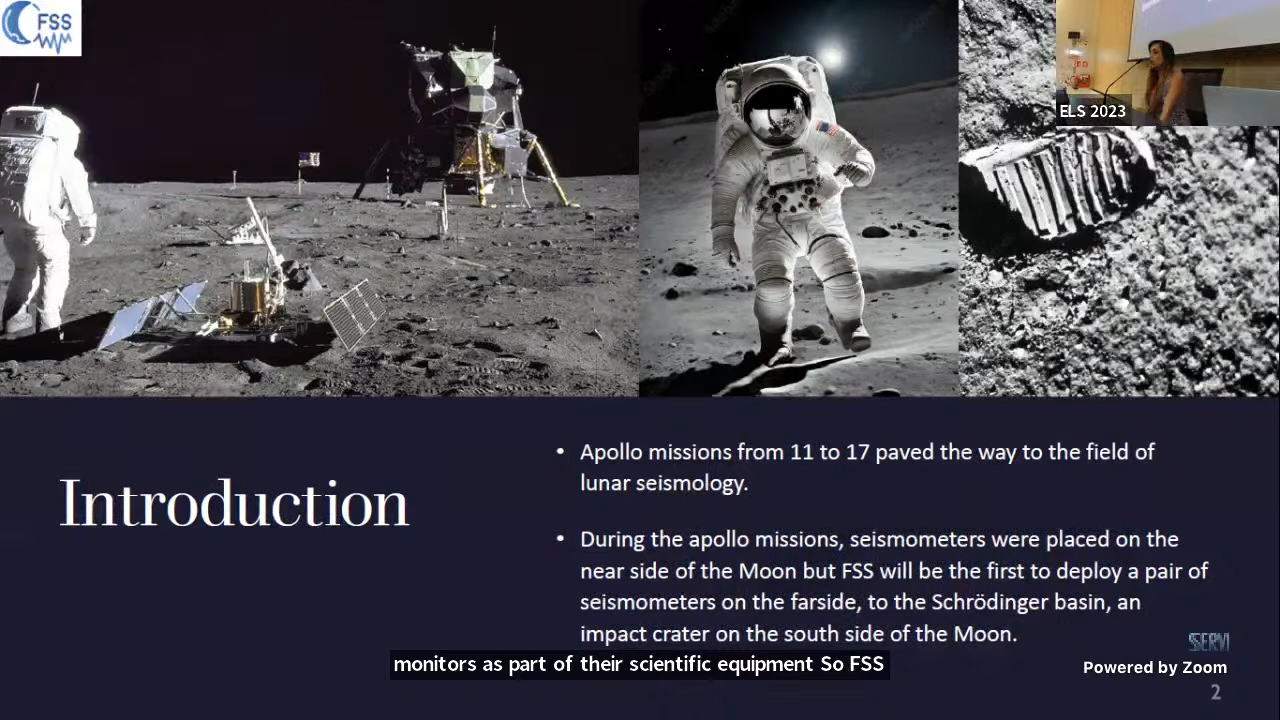 FSS
ELS 2023
Introduction
• Apollo missions from 11 to 17 paved the way to the field of
lunar seismology.
• During the apollo missions, seismometers were placed on the
near side of the Moon but FSS will be the first to deploy a pair of
seismometers on the farside, to the Schrödinger basin, an
impact crater on the south side of the Moon.
monitors as part of their scientific equipment So FSS
Powered by Zoom
2